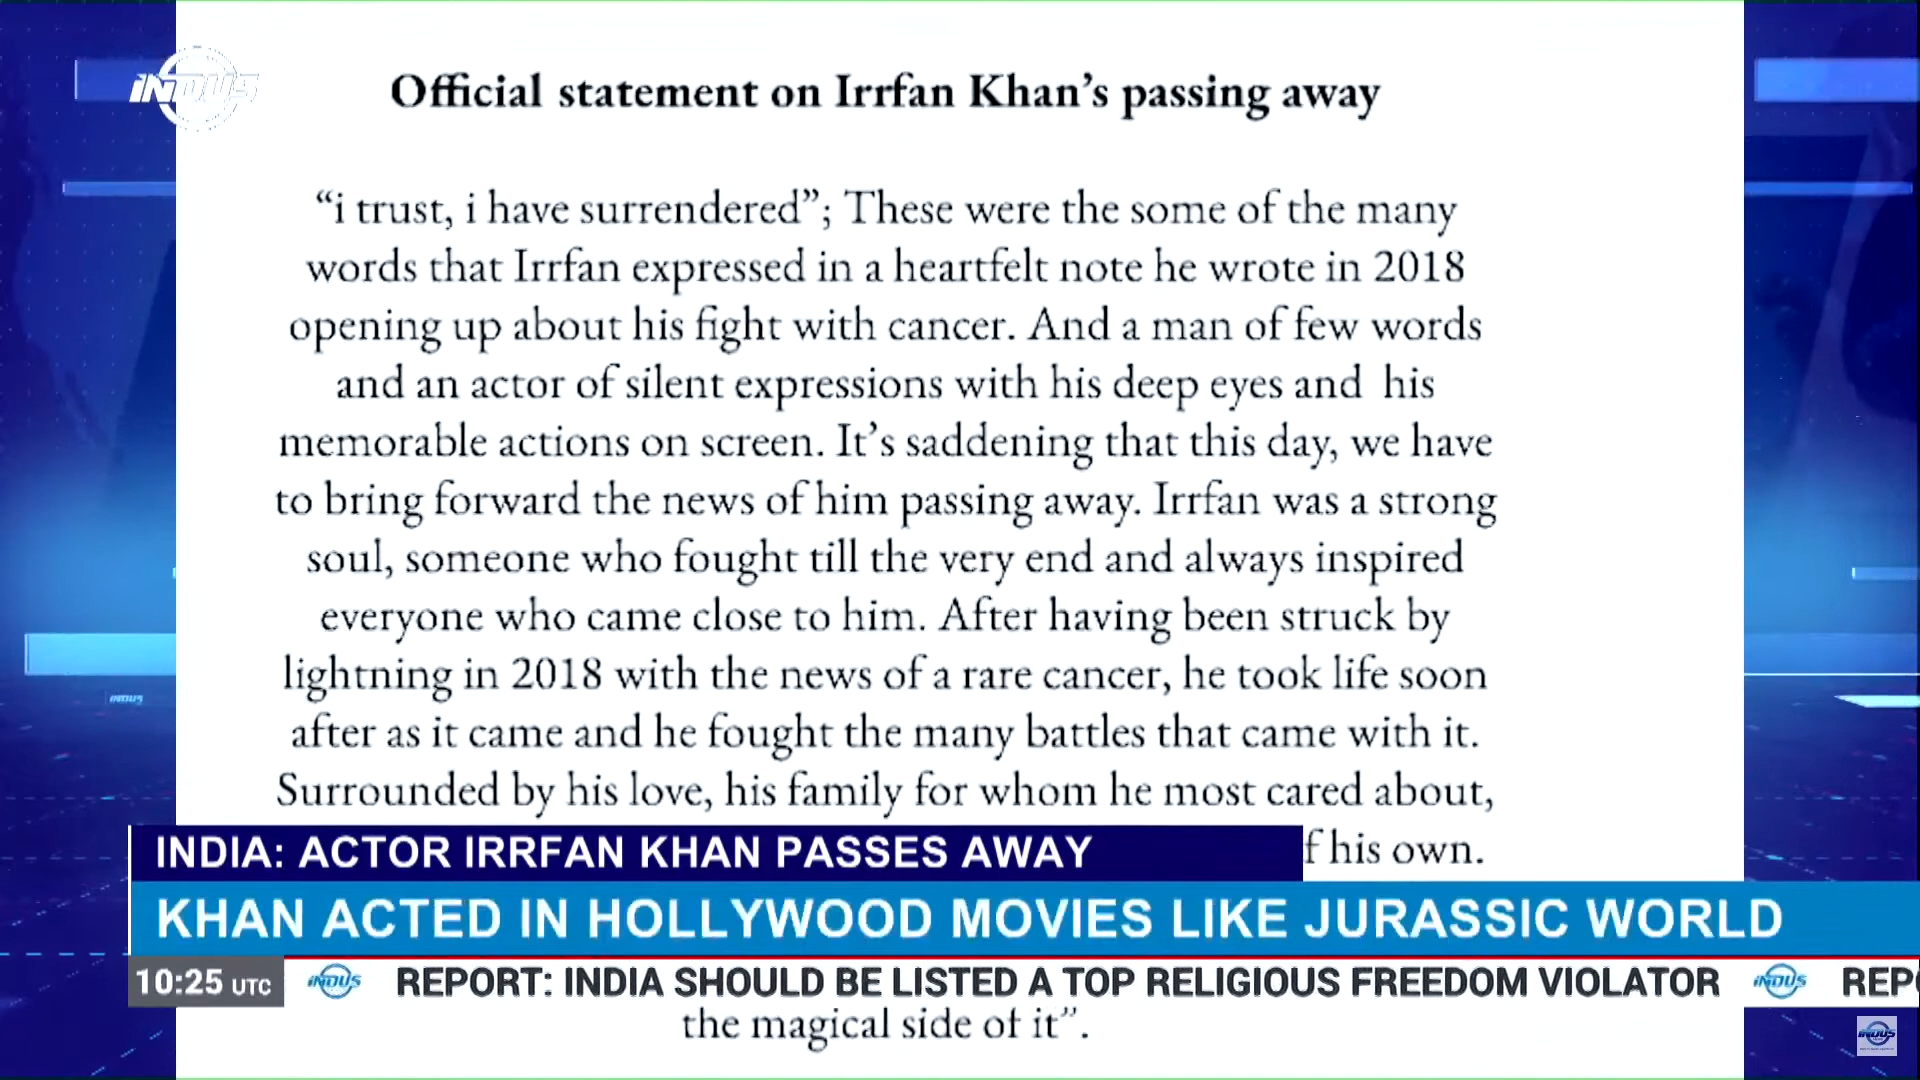 INDUS
Official statement on Irrfan Khan’s passing away
“i trust, i have surrendered”; These were the some of the many
words that Irrfan expressed in a heartfelt note he wrote in 2018
opening up about his fight with cancer. And a man of few words
and an actor of silent expressions with his deep eyes and his
memorable actions on screen. It’s saddening that this day, we have
to bring forward the news of him passing away. Irrfan was a strong
soul, someone who fought till the very end and always inspired
everyone who came close to him. After having been struck by
lightning in 2018 with the news of a rare cancer, he took life soon
after as it came and he fought the many battles that came with it.
Surrounded by his love, his family for whom he most cared about,
his own.
INDUS
INDIA: ACTOR IRRFAN KHAN PASSES AWAY
KHAN ACTED IN HOLLYWOOD MOVIES LIKE JURASSIC WORLD
10:25 UTC INDUS REPORT: INDIA SHOULD BE LISTED A TOP RELIGIOUS FREEDOM VIOLATOR INDUS
the magical side of it”.
INDUS